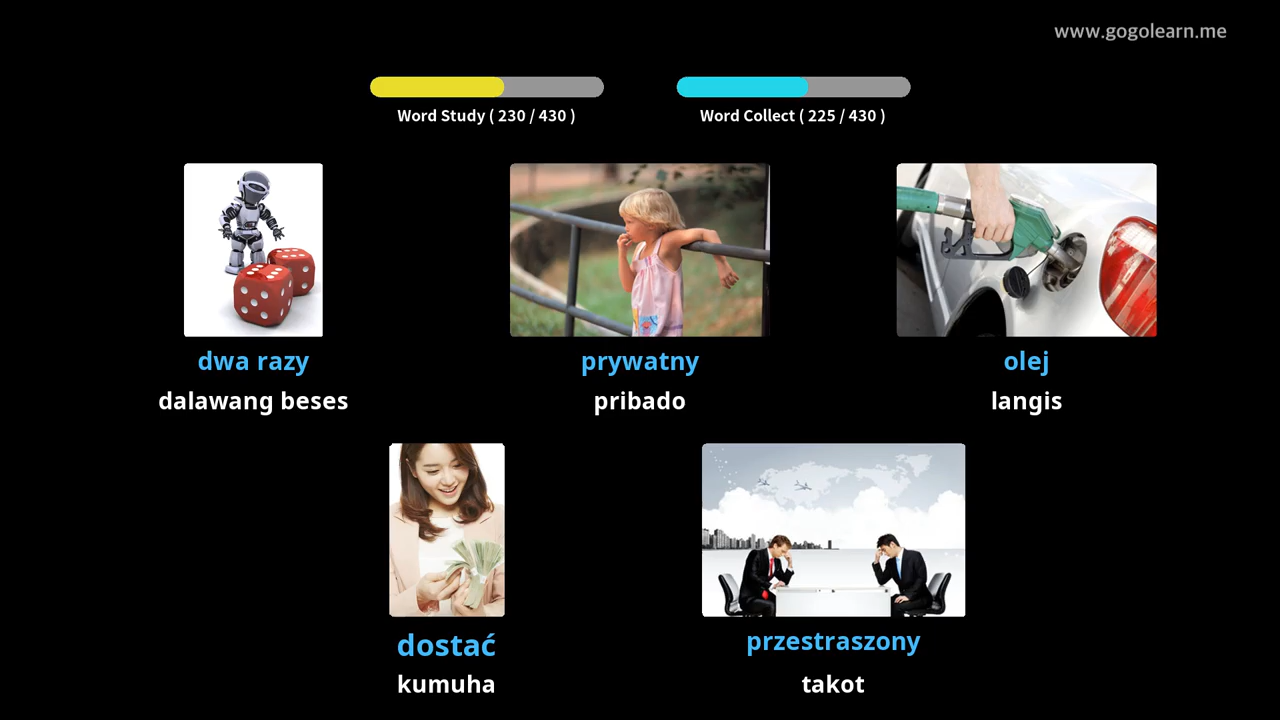 www.gogolearn.me
Word Study ( 230 / 430 )
Word Collect ( 225 / 430 )
dwa razy
dalawang beses
prywatny
pribado
olej
langis
dostać
kumuha
przestraszony
takot